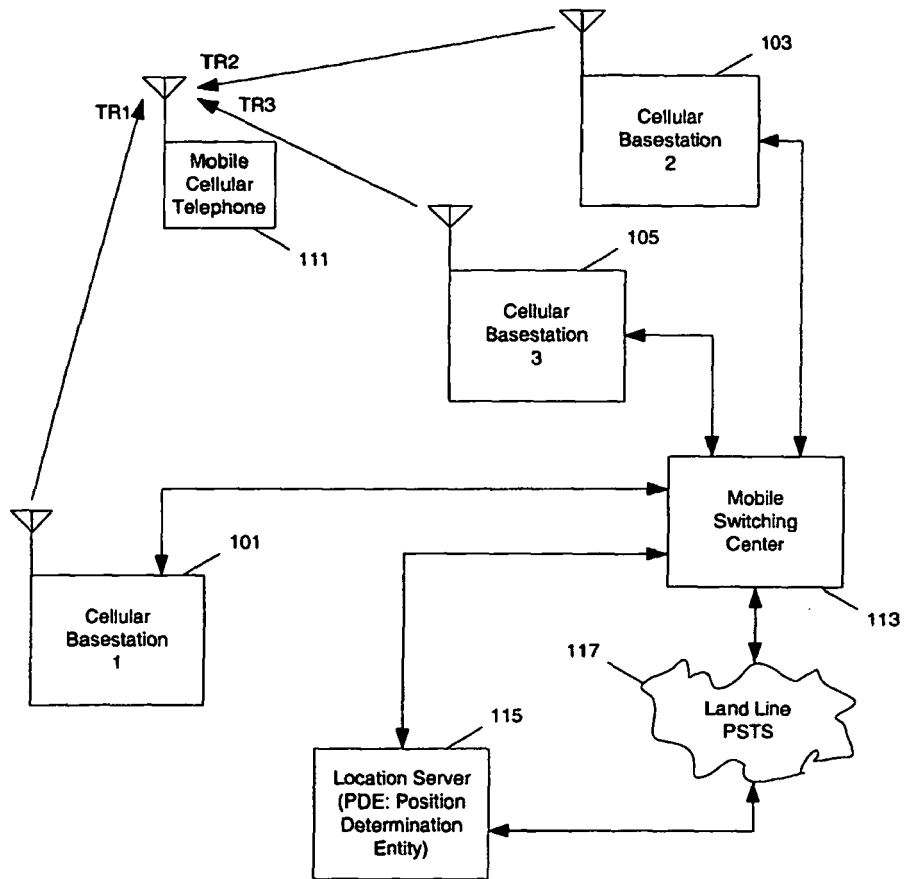 TR2
103
TR1
TR3
Cellular
Basestation
2
Mobile
Cellular
Telephone
111
105
Cellular
Basestation
3
Mobile
Switching
Center
101
113
Cellular
Basestation
1
117
Land Line
PSTS
115
Location Server
(PDE: Position
Determination
Entity)